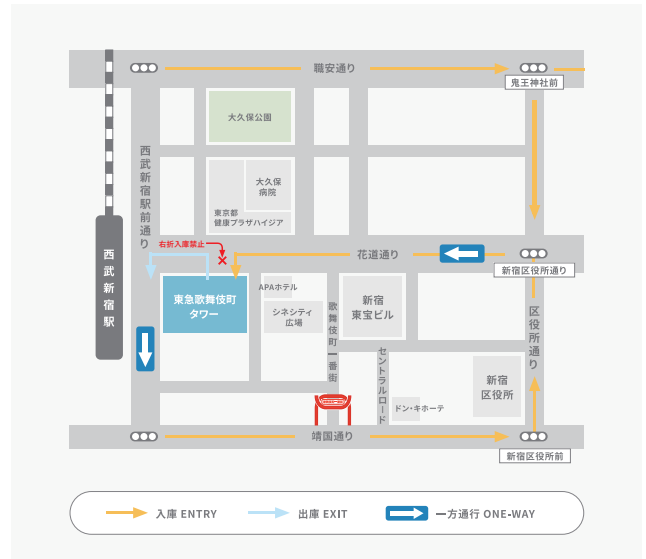 職安通り
鬼王神社前
大久保公園
西武新宿駅前通り
大久保
病院
東京都
健康プラザハイジア
右折入庫禁止
花道通り
新宿区役所通り
西武新宿駅
東急歌舞伎町
タワー
APAホテル
シネシティ
広場
歌舞伎町一番街
新宿
東宝ビル
区役所通り
セントラルロード
新宿
区役所
ドン・キホーテ
靖国通り
新宿区役所前
入庫 ENTRY
出庫 EXIT
一方通行 ONE-WAY